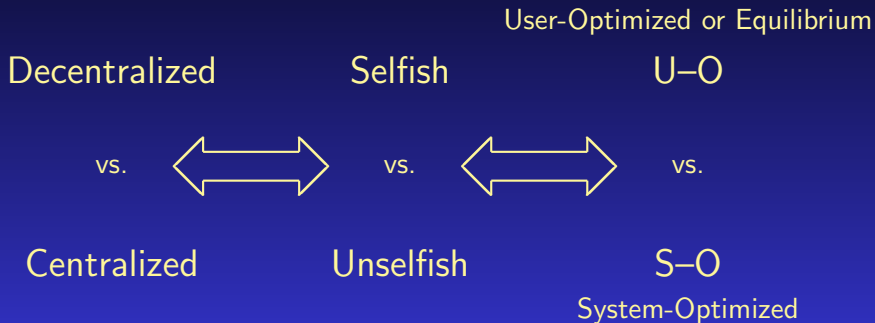 User-Optimized or Equilibrium
Decentralized Selfish U–O
vs. vs. vs.
Centralized Unselfish S–O
System-Optimized